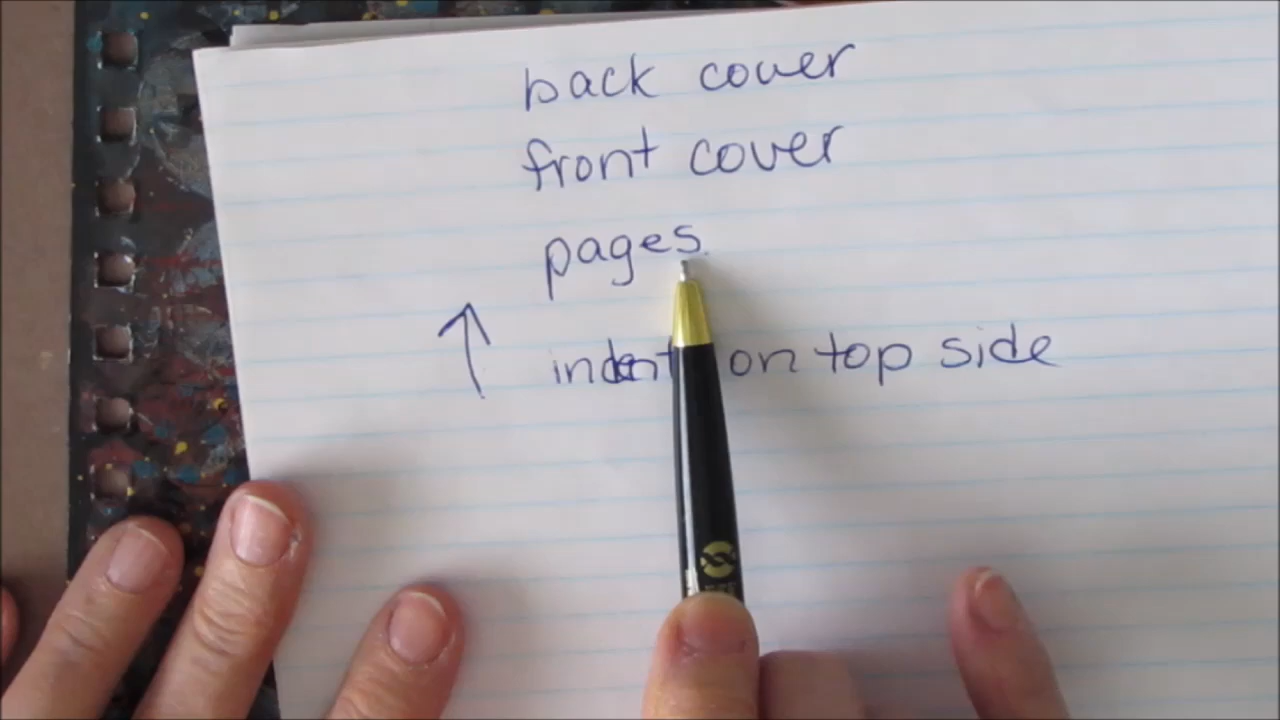 back cover
front cover
pages
indent on top side